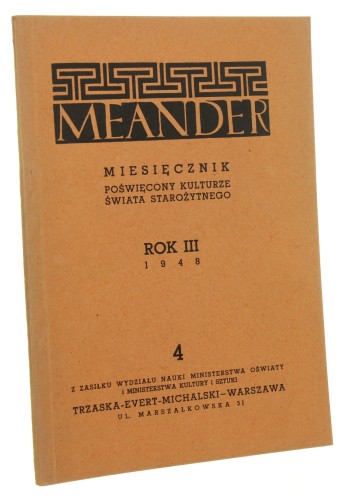 MEANDER
MIESIĘCZNIK
POŚWIĘCONY KULTURZE
ŚWIATA STAROŻYTNEGO
ROK III
1948
4
Z ZASIŁKU WYDZIAŁU NAUKI MINISTERSTWA OŚWIATY
I MINISTERSTWA KULTURY I SZTUKI
TRZASKA-EVERT-MICHALSKI—WARSZAWA
UL. MARSZAŁKOWSKA 51